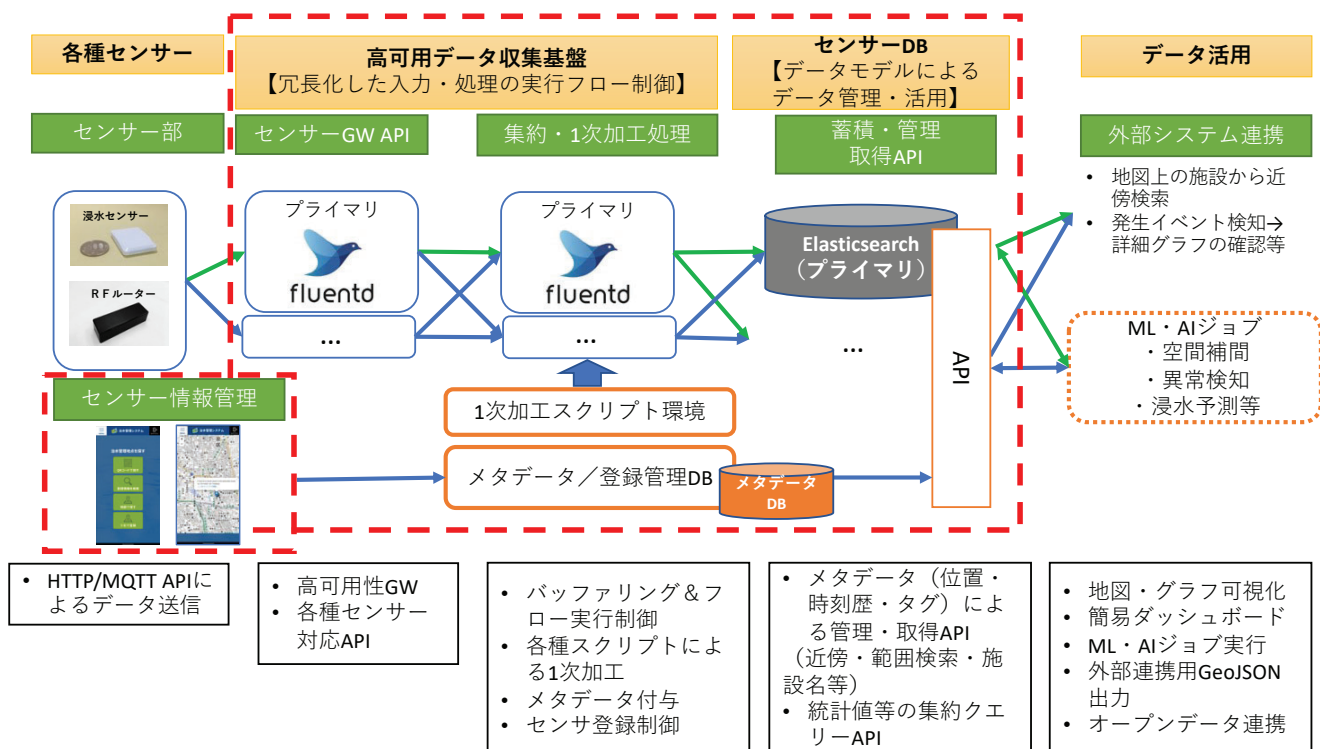 各種センサー
高可用データ収集基盤
【冗長化した入力・処理の実行フロー制御】
センサーDB
【データモデルによる
データ管理・活用】
データ活用
センサー部
センサーGW API
集約・1次加工処理
蓄積・管理
取得API
外部システム連携
浸水センサー
RFルーター
プライマリ
fluentd
...
プライマリ
fluentd
...
Elasticsearch
（プライマリ）
...
API
• 地図上の施設から近
傍検索
• 発生イベント検知→
詳細グラフの確認等
ML・AIジョブ
・空間補間
・異常検知
・浸水予測等
センサー情報管理
1次加工スクリプト環境
メタデータ／登録管理DB
メタデータ
DB
• HTTP/MQTT APIに
よるデータ送信
• 高可用性GW
• 各種センサー
対応API
• バッファリング＆フ
ロー実行制御
• 各種スクリプトによ
る1次加工
• メタデータ付与
• センサ登録制御
• メタデータ（位置・
時刻歴・タグ）によ
る管理・取得API
（近傍・範囲検索・施
設名等）
• 統計値等の集約クエ
リーAPI
• 地図・グラフ可視化
• 簡易ダッシュボード
• ML・AIジョブ実行
• 外部連携用GeoJSON
出力
• オープンデータ連携